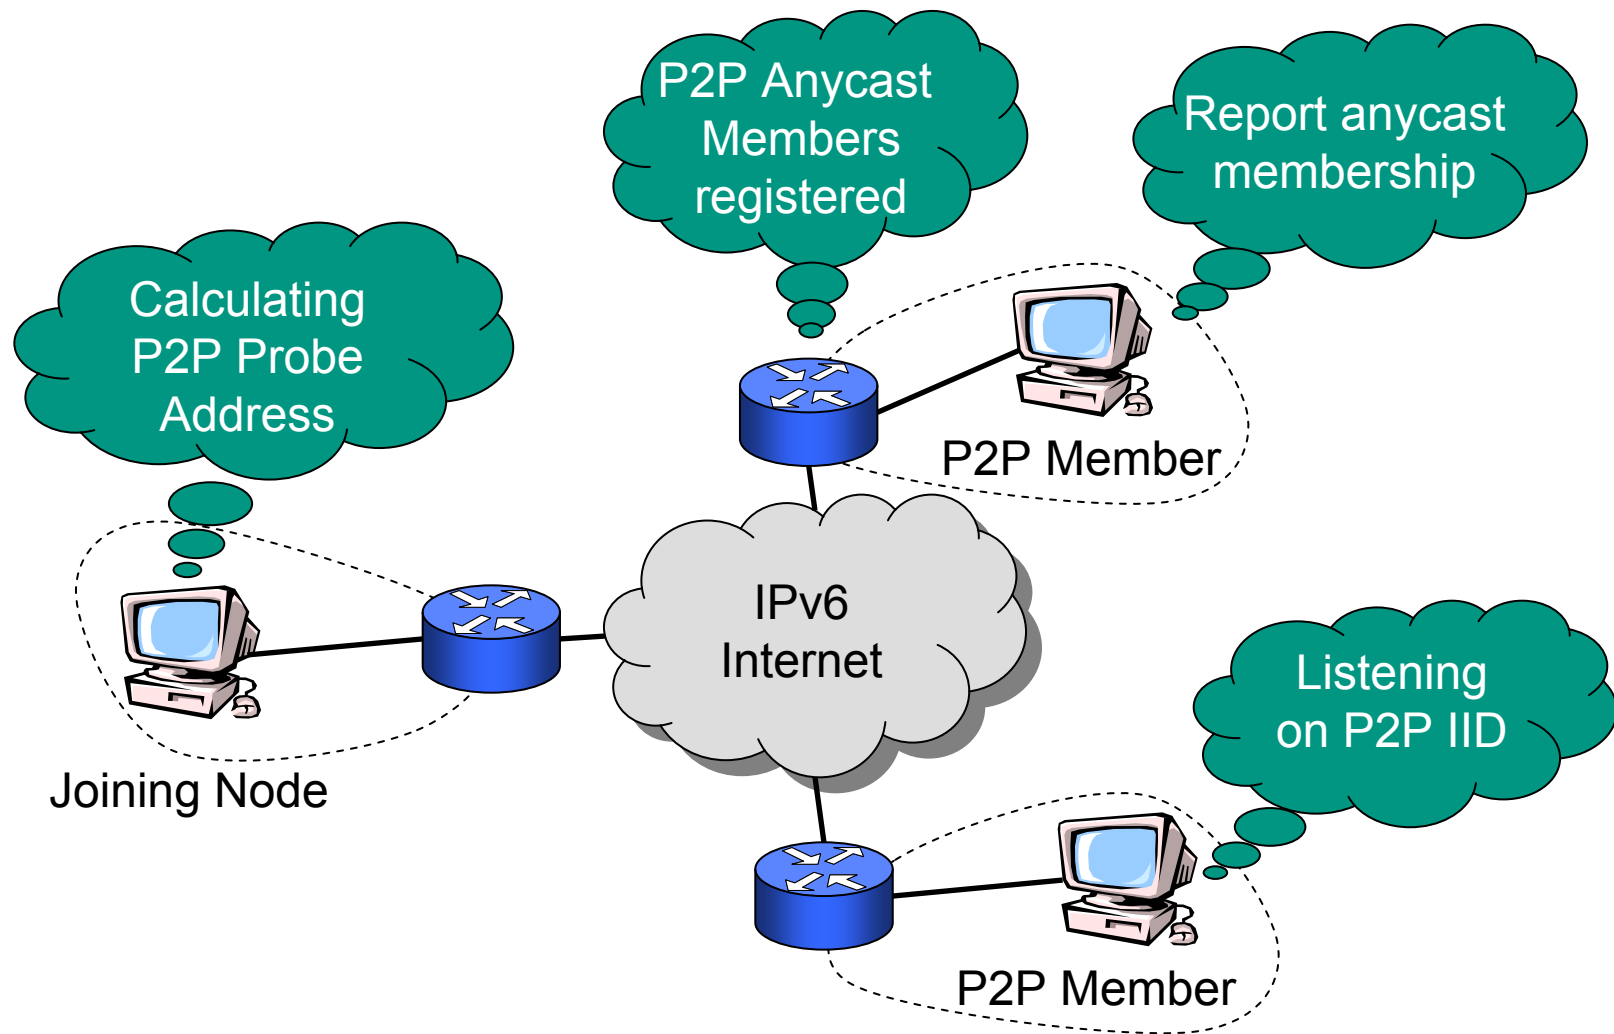 P2P Anycast
Members
registered
Report anycast
membership
Calculating
P2P Probe
Address
P2P Member
IPv6
Internet
Listening
on P2P IID
Joining Node
P2P Member